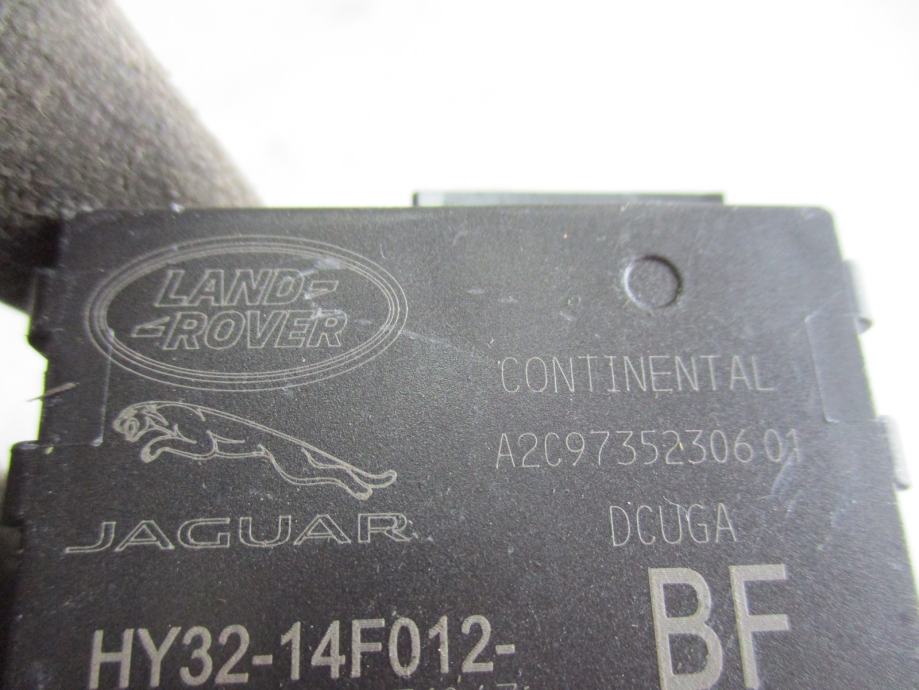 LAND-
ROVER
JAGUAR
CONTINENTAL
A2C97352306 01
DCUGA
HY32-14F012-
BF